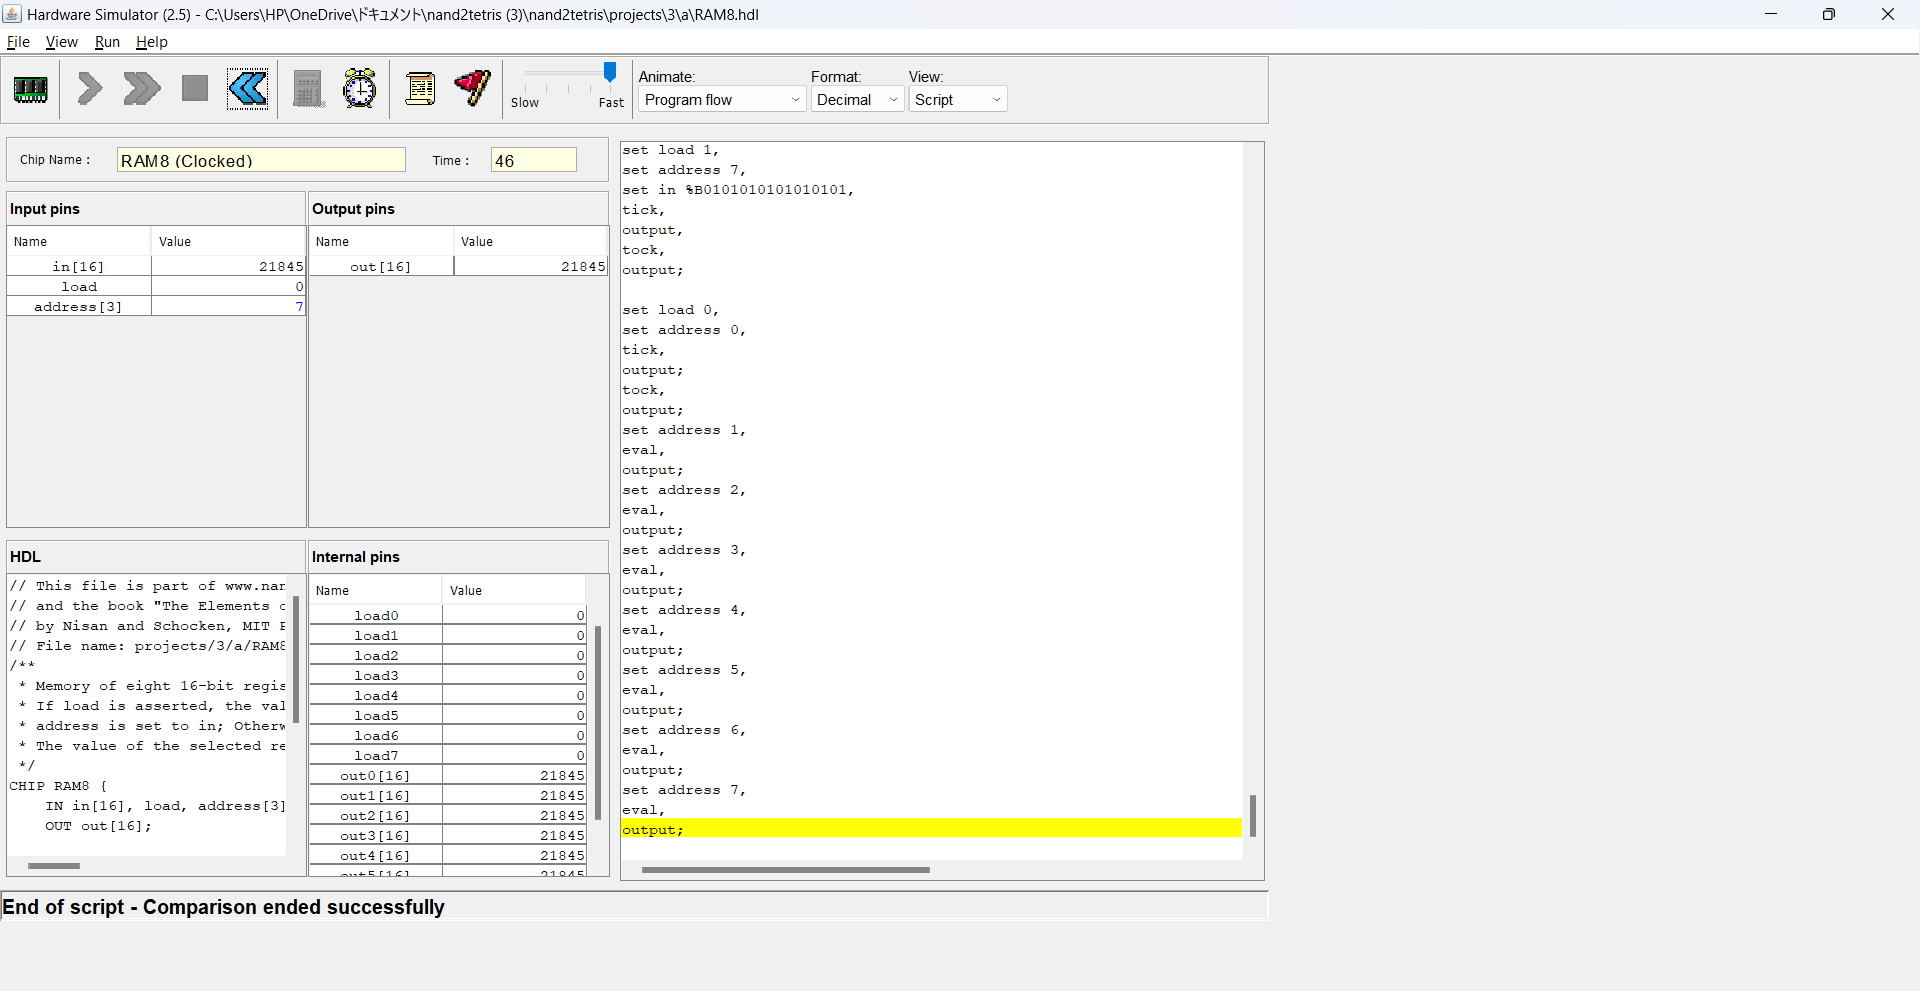 Hardware Simulator (2.5) - C:\Users\HP\OneDrive\ドキュメント\nand2tetris (3)\nand2tetris\projects\3\a\RAM8.hdl
File View Run Help
Slow Fast
Animate: Format: View:
Program flow Decimal Script
Chip Name : RAM8 (Clocked) Time : 46
Input pins
Name Value
in[16] 21845
load 0
address[3] 7
Output pins
Name Value
out[16] 21845
HDL
// This file is part of www.nan
// and the book "The Elements o
// by Nisan and Schocken, MIT P
// File name: projects/3/a/RAM8
/**
* Memory of eight 16-bit regis
* If load is asserted, the val
* address is set to in; Otherw
* The value of the selected re
*/
CHIP RAM8 {
IN in[16], load, address[3]
OUT out[16];
Internal pins
Name Value
load0 0
load1 0
load2 0
load3 0
load4 0
load5 0
load6 0
load7 0
out0[16] 21845
out1[16] 21845
out2[16] 21845
out3[16] 21845
out4[16] 21845
out5[16] 21845
set load 1,
set address 7,
set in %B0101010101010101,
tick,
output,
tock,
output;
set load 0,
set address 0,
tick,
output;
tock,
output;
set address 1,
eval,
output;
set address 2,
eval,
output;
set address 3,
eval,
output;
set address 4,
eval,
output;
set address 5,
eval,
output;
set address 6,
eval,
output;
set address 7,
eval,
output;
End of script - Comparison ended successfully